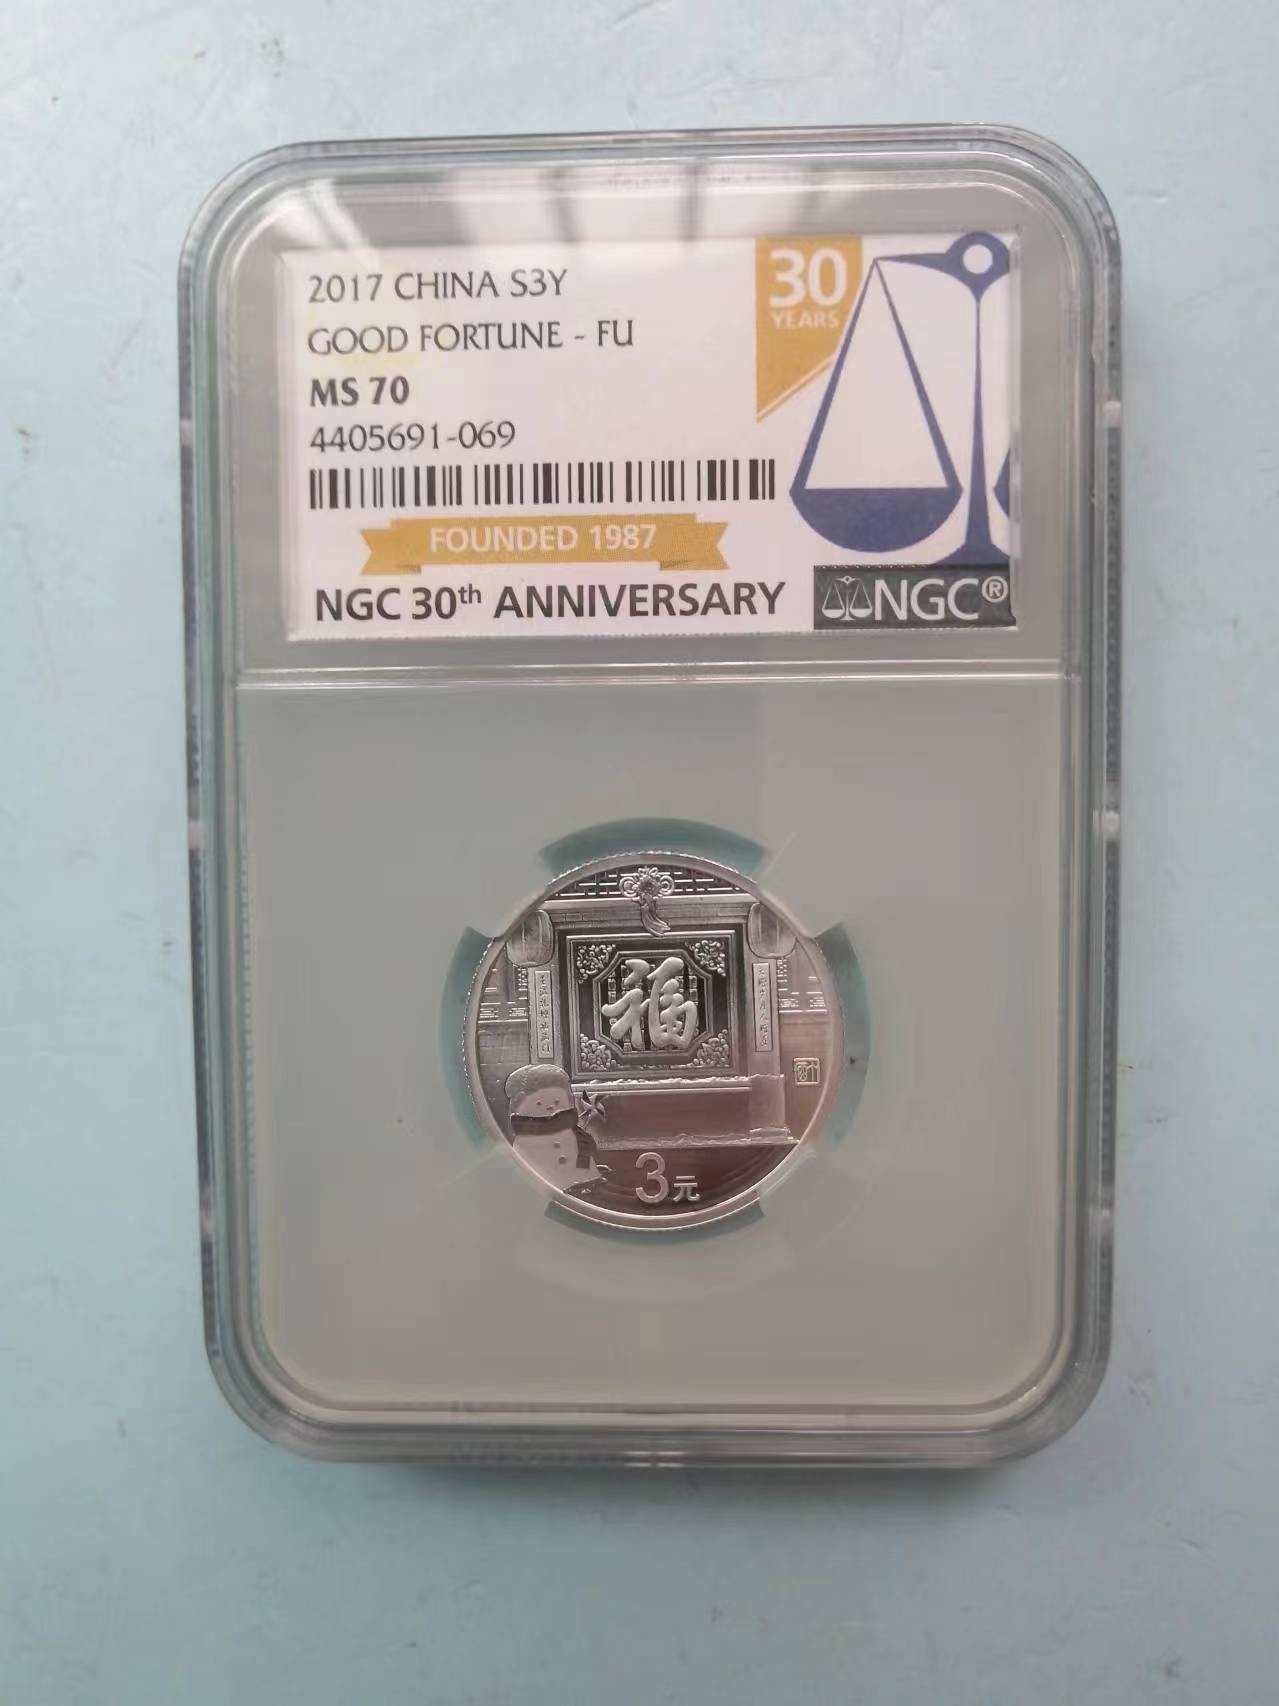 2017 CHINA S3Y
GOOD FORTUNE - FU
MS 70
4405691-069
FOUNDED 1987
NGC 30th ANNIVERSARY
30
YEARS
NGC®
福
3元